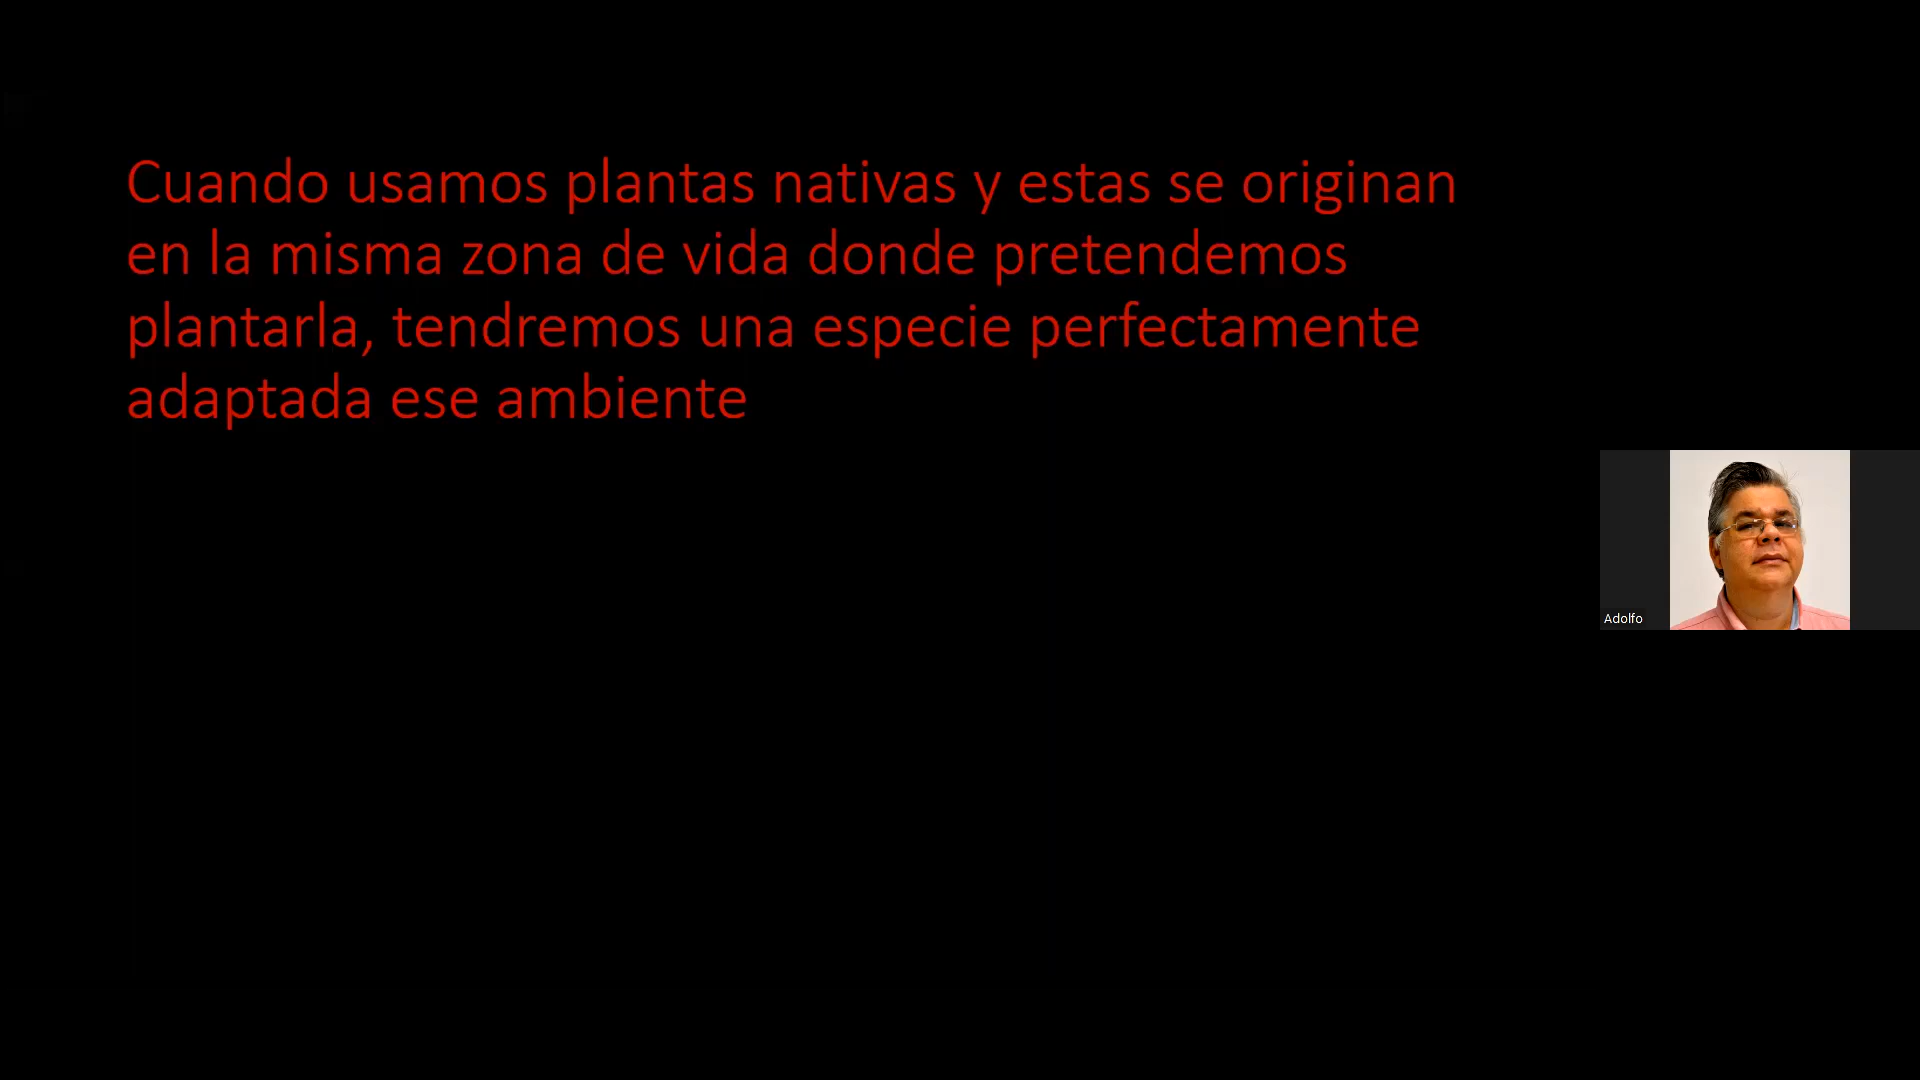 Cuando usamos plantas nativas y estas se originan
en la misma zona de vida donde pretendemos
plantarla, tendremos una especie perfectamente
adaptada ese ambiente
Adolfo